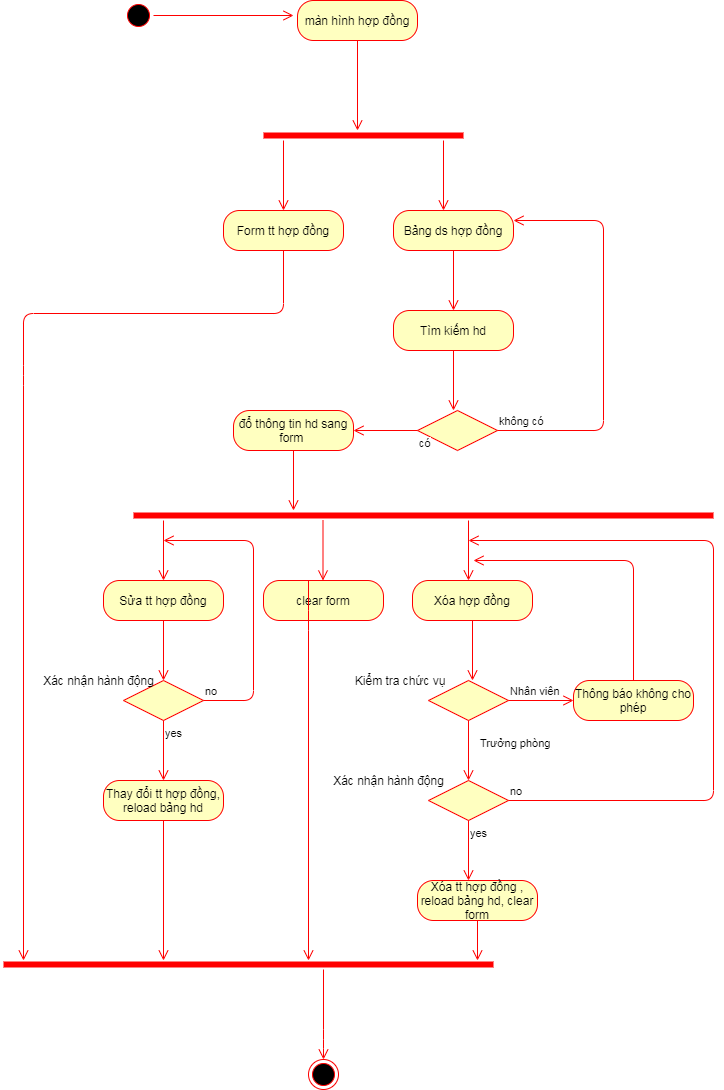 màn hình hợp đồng
Form tt hợp đồng
Bảng ds hợp đồng
Tìm kiếm hd
không có
có
đổ thông tin hd sang
form
Sửa tt hợp đồng
clear form
Xóa hợp đồng
Xác nhận hành động
no
yes
Kiểm tra chức vụ
Nhân viên
Thông báo không cho
phép
Trưởng phòng
Thay đổi tt hợp đồng,
reload bảng hd
Xác nhận hành động
no
yes
Xóa tt hợp đồng ,
reload bảng hd, clear
form